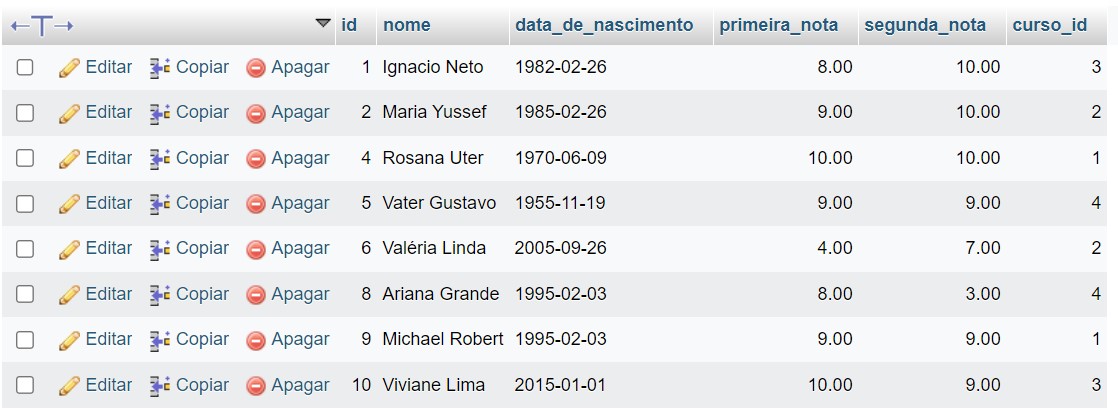 ←T→ id nome data_de_nascimento primeira_nota segunda_nota curso_id
Editar Copiar Apagar 1 Ignacio Neto 1982-02-26 8.00 10.00 3
Editar Copiar Apagar 2 Maria Yussef 1985-02-26 9.00 10.00 2
Editar Copiar Apagar 4 Rosana Uter 1970-06-09 10.00 10.00 1
Editar Copiar Apagar 5 Vater Gustavo 1955-11-19 9.00 9.00 4
Editar Copiar Apagar 6 Valéria Linda 2005-09-26 4.00 7.00 2
Editar Copiar Apagar 8 Ariana Grande 1995-02-03 8.00 3.00 4
Editar Copiar Apagar 9 Michael Robert 1995-02-03 9.00 9.00 1
Editar Copiar Apagar 10 Viviane Lima 2015-01-01 10.00 9.00 3